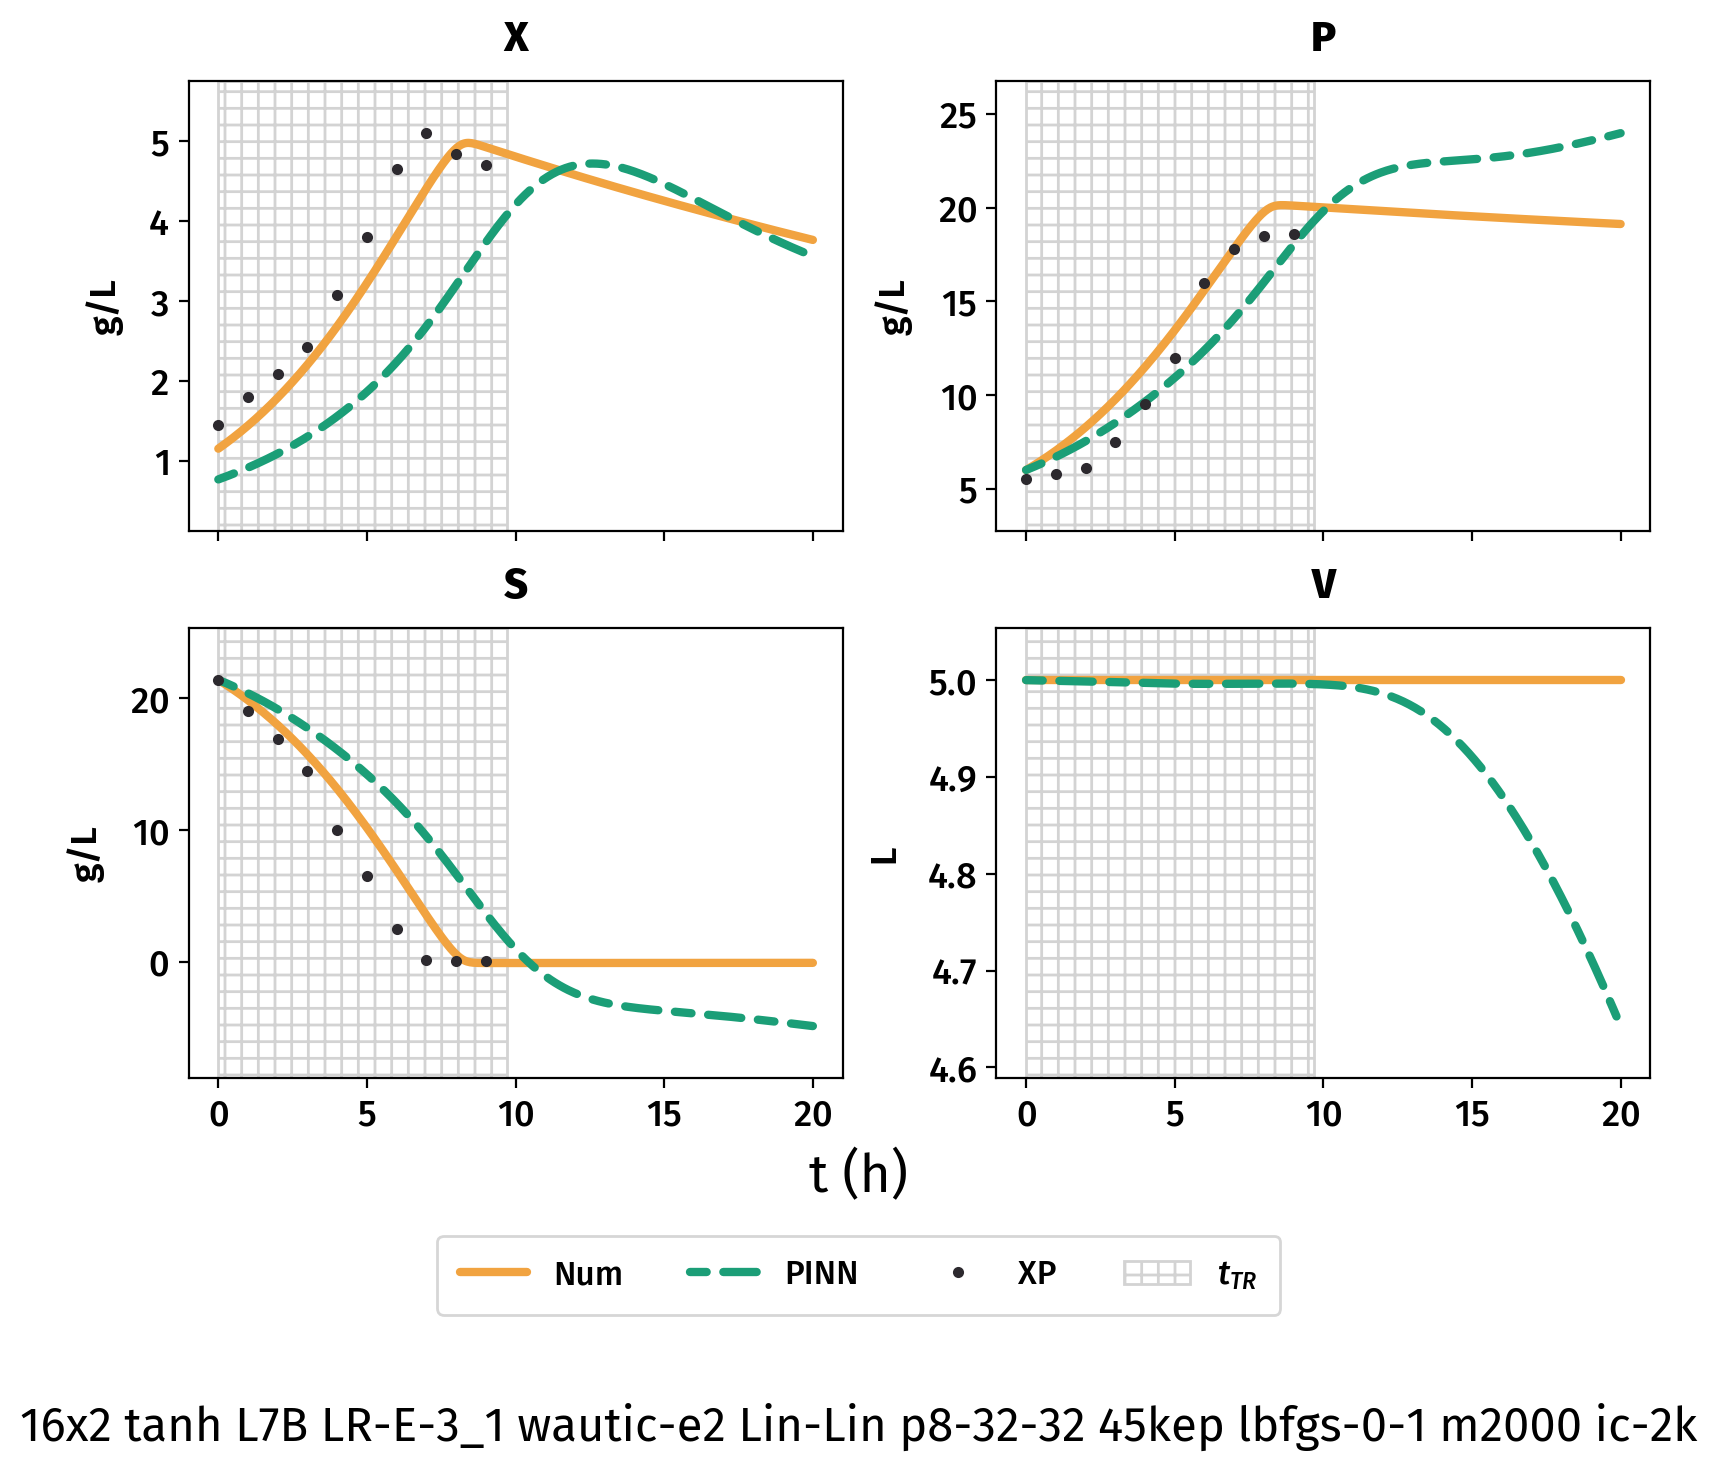 X
P
5
4
3
2
1
g/L
25
20
15
10
5
g/L
S
V
20
10
0
g/L
0 5 10 15 20
5.0
4.9
4.8
4.7
4.6
L
0 5 10 15 20
t (h)
Num PINN XP tTR
16x2 tanh L7B LR-E-3_1 wautic-e2 Lin-Lin p8-32-32 45kep lbfgs-0-1 m2000 ic-2k